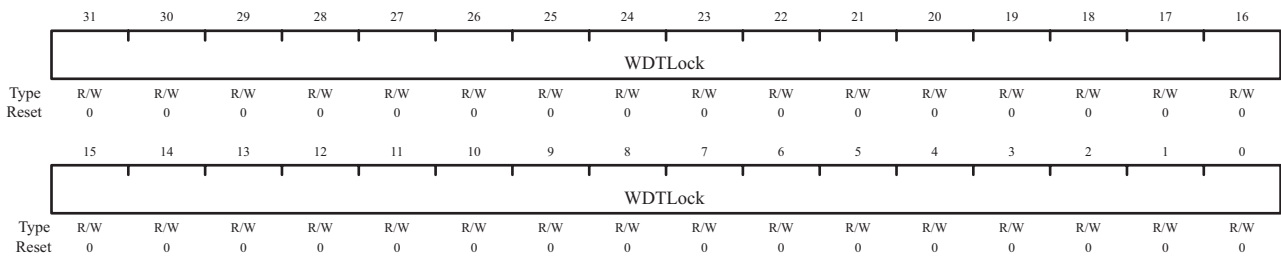 31 30 29 28 27 26 25 24 23 22 21 20 19 18 17 16
WDTLock
Type R/W R/W R/W R/W R/W R/W R/W R/W R/W R/W R/W R/W R/W R/W R/W R/W
Reset 0 0 0 0 0 0 0 0 0 0 0 0 0 0 0 0
15 14 13 12 11 10 9 8 7 6 5 4 3 2 1 0
WDTLock
Type R/W R/W R/W R/W R/W R/W R/W R/W R/W R/W R/W R/W R/W R/W R/W R/W
Reset 0 0 0 0 0 0 0 0 0 0 0 0 0 0 0 0